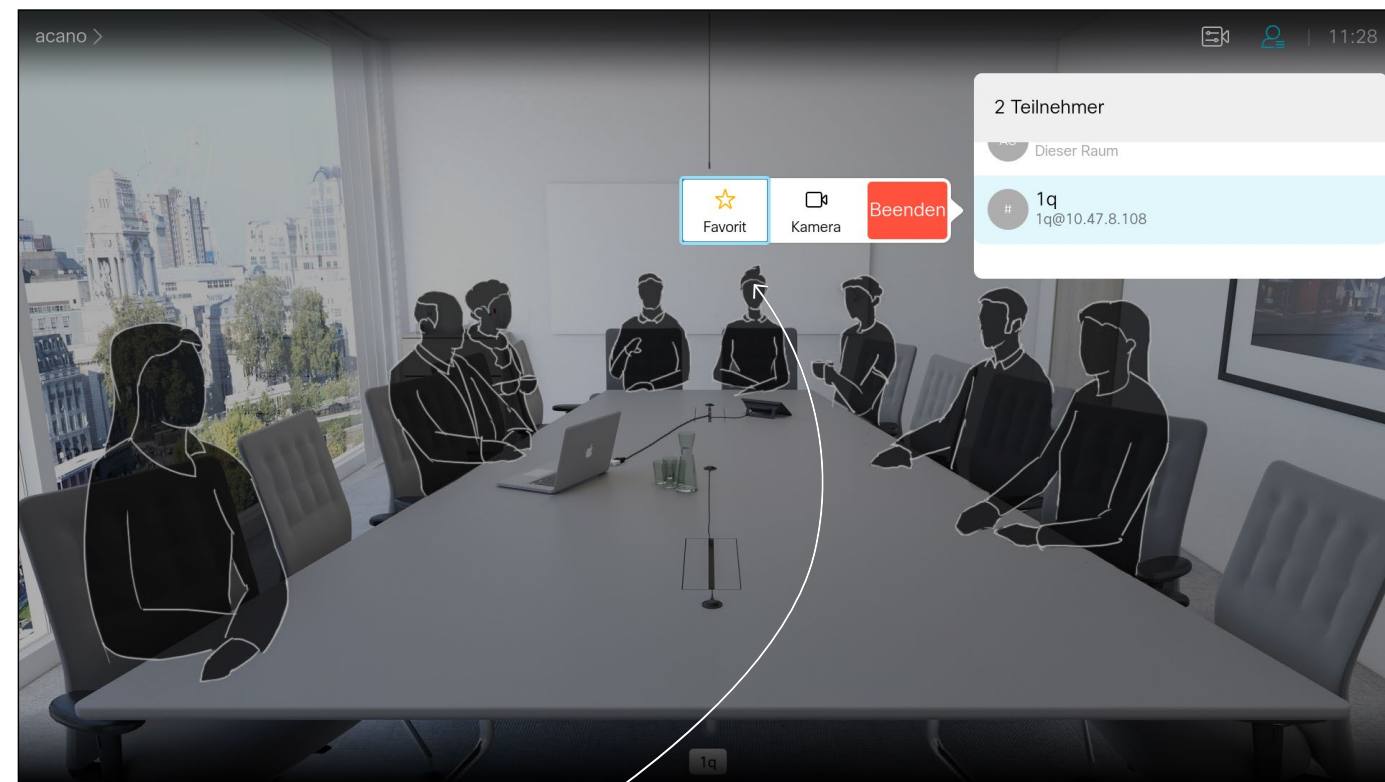 acano >
11:28
2 Teilnehmer
Dieser Raum
Favorit
Kamera
Beenden
#
1q
1q@10.47.8.108
1q